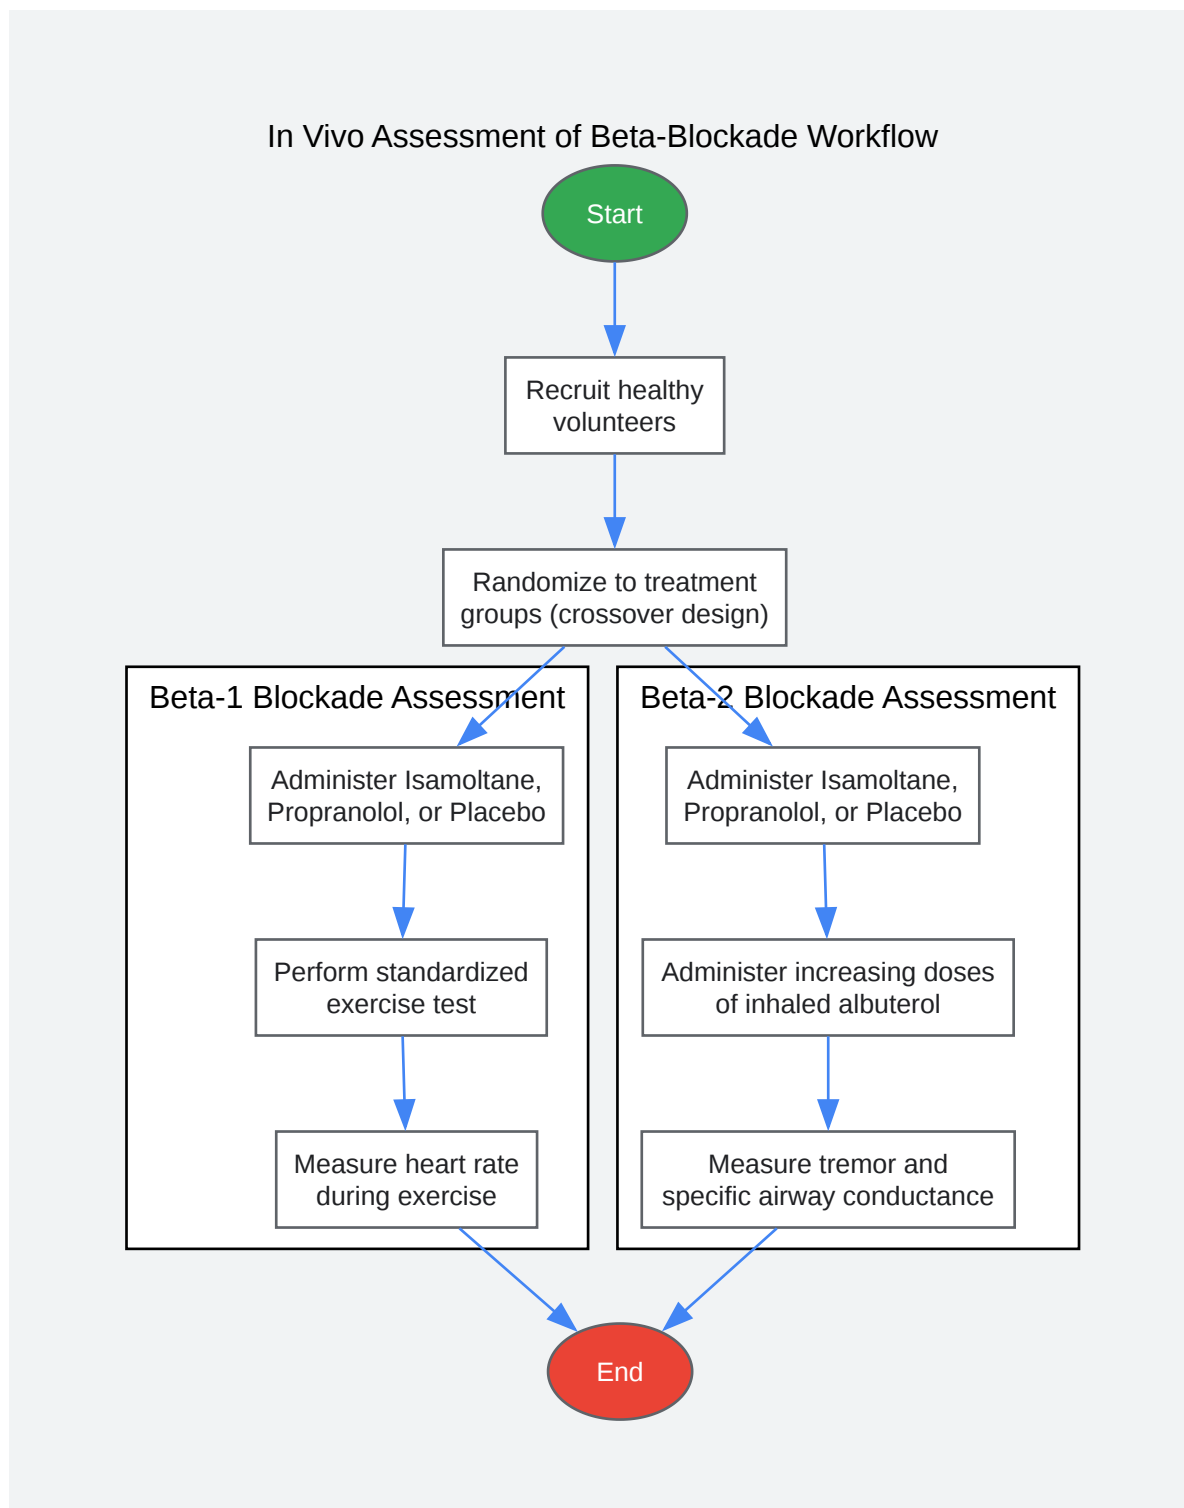 In Vivo Assessment of Beta-Blockade Workflow
Start
Recruit healthy
volunteers
Randomize to treatment
groups (crossover design)
Beta-1 Blockade Assessment
Administer Isamoltane,
Propranolol, or Placebo
Perform standardized
exercise test
Measure heart rate
during exercise
Beta-2 Blockade Assessment
Administer Isamoltane,
Propranolol, or Placebo
Administer increasing doses
of inhaled albuterol
Measure tremor and
specific airway conductance
End